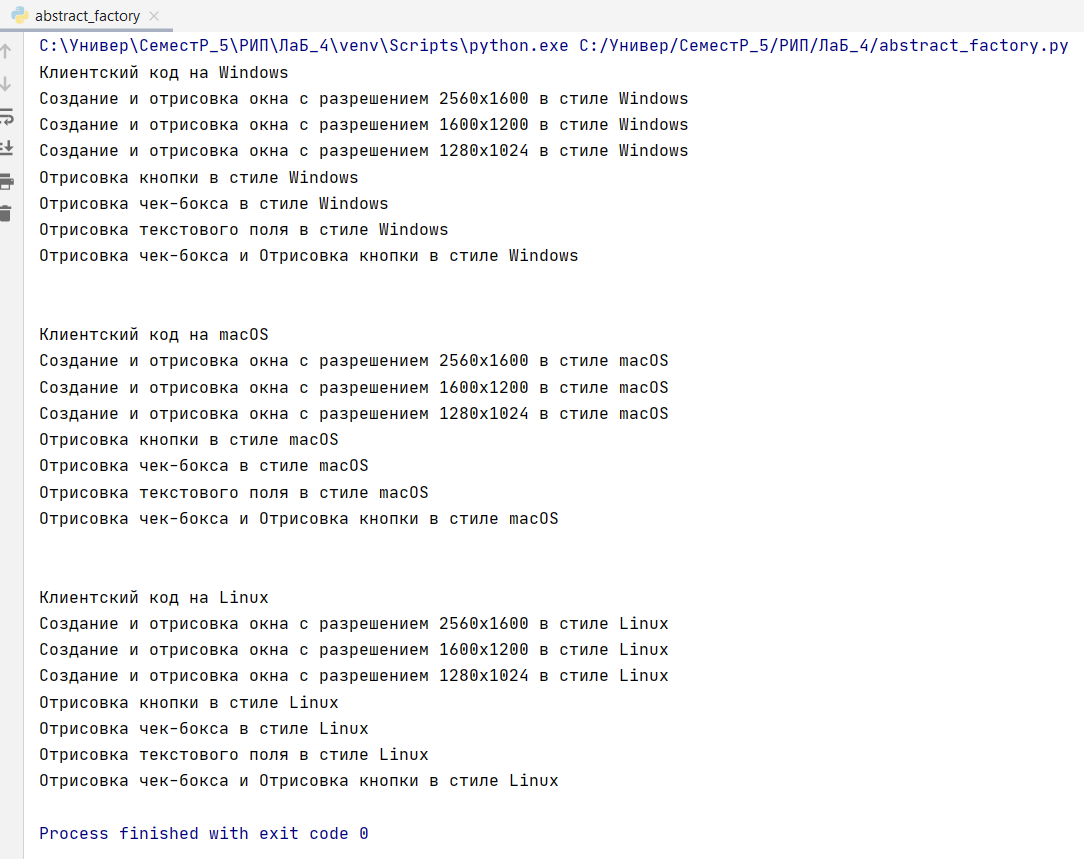 abstract_factory
C:\Универ\СеместР_5\РИП\ЛаБ_4\venv\Scripts\python.exe C:/Универ/СеместР_5/РИП/ЛаБ_4/abstract_factory.py
Клиентский код на Windows
Создание и отрисовка окна с разрешением 2560x1600 в стиле Windows
Создание и отрисовка окна с разрешением 1600x1200 в стиле Windows
Создание и отрисовка окна с разрешением 1280x1024 в стиле Windows
Отрисовка кнопки в стиле Windows
Отрисовка чек-бокса в стиле Windows
Отрисовка текстового поля в стиле Windows
Отрисовка чек-бокса и Отрисовка кнопки в стиле Windows
Клиентский код на macOS
Создание и отрисовка окна с разрешением 2560x1600 в стиле macOS
Создание и отрисовка окна с разрешением 1600x1200 в стиле macOS
Создание и отрисовка окна с разрешением 1280x1024 в стиле macOS
Отрисовка кнопки в стиле macOS
Отрисовка чек-бокса в стиле macOS
Отрисовка текстового поля в стиле macOS
Отрисовка чек-бокса и Отрисовка кнопки в стиле macOS
Клиентский код на Linux
Создание и отрисовка окна с разрешением 2560x1600 в стиле Linux
Создание и отрисовка окна с разрешением 1600x1200 в стиле Linux
Создание и отрисовка окна с разрешением 1280x1024 в стиле Linux
Отрисовка кнопки в стиле Linux
Отрисовка чек-бокса в стиле Linux
Отрисовка текстового поля в стиле Linux
Отрисовка чек-бокса и Отрисовка кнопки в стиле Linux
Process finished with exit code 0